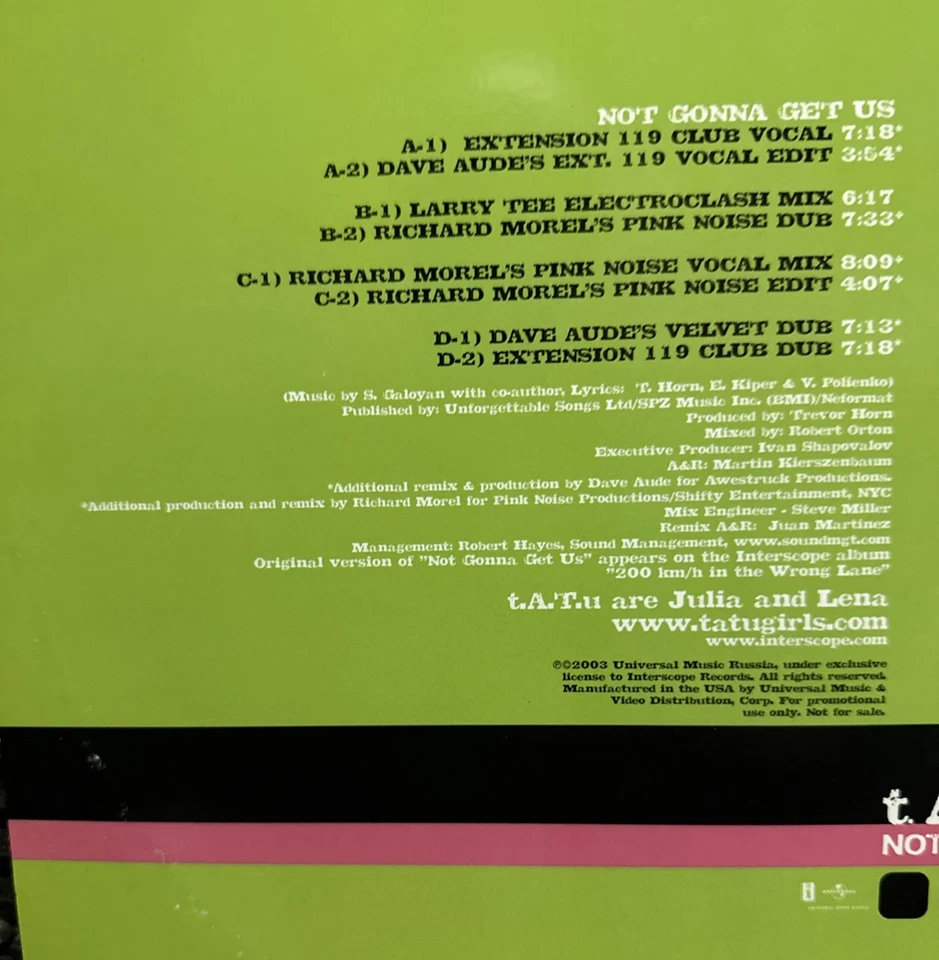 NOT GONNA GET US
A-1) EXTENSION 119 CLUB VOCAL 7:18*
A-2) DAVE AUDE'S EXT. 119 VOCAL EDIT 3:54*
B-1) LARRY TEE ELECTROCLASH MIX 6:17
B-2) RICHARD MOREL'S PINK NOISE DUB 7:33+
C-1) RICHARD MOREL'S PINK NOISE VOCAL MIX 8:09+
C-2) RICHARD MOREL'S PINK NOISE EDIT 4:07+
D-1) DAVE AUDE'S VELVET DUB 7:13*
D-2) EXTENSION 119 CLUB DUB 7:18*
(Music by S. Galoyan with co-author, Lyrics: T. Horn, E. Kiper & V. Polienko)
Published by: Unforgettable Songs Ltd/SPZ Music Inc. (BMI)/Neformat
Produced by: Trevor Horn
Mixed by: Robert Orton
Executive Producer: Ivan Shapovalov
A&R: Martin Kierszenbaum
*Additional remix & production by Dave Aude for Awestruck Productions.
+Additional production and remix by Richard Morel for Pink Noise Productions/Shifty Entertainment, NYC
Mix Engineer - Steve Miller
Remix A&R: Juan Martinez
Management: Robert Hayes, Sound Management, www.soundmgt.com
Original version of "Not Gonna Get Us" appears on the Interscope album
"200 km/h in the Wrong Lane"
t.A.T.u are Julia and Lena
www.tatugirls.com
www.interscope.com
℗©2003 Universal Music Russia, under exclusive
license to Interscope Records. All rights reserved.
Manufactured in the USA by Universal Music &
Video Distribution, Corp. For promotional
use only. Not for sale.
t. A
NOT
i UNIVERSAL